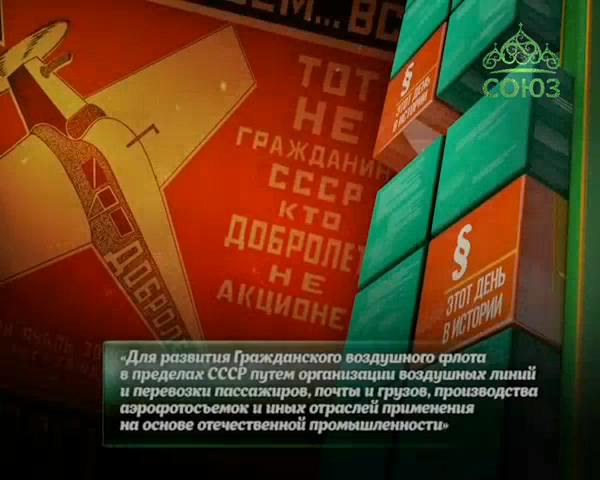 ВСЕМ... ВС
СОЮЗ
ТОТ
НЕ
ГРАЖДАНИН
СССР
КТО
ДОБРОЛЕТ
НЕ
АКЦИОНЕ
ДОБРОЛЕ
§
ЭТОТ ДЕНЬ
В ИСТОРИИ
§
ЭТОТ ДЕНЬ
В ИСТОРИИ
«Для развития Гражданского воздушного флота
в пределах СССР путем организации воздушных линий
и перевозки пассажиров, почты и грузов, производства
аэрофотосъемок и иных отраслей применения
на основе отечественной промышленности»